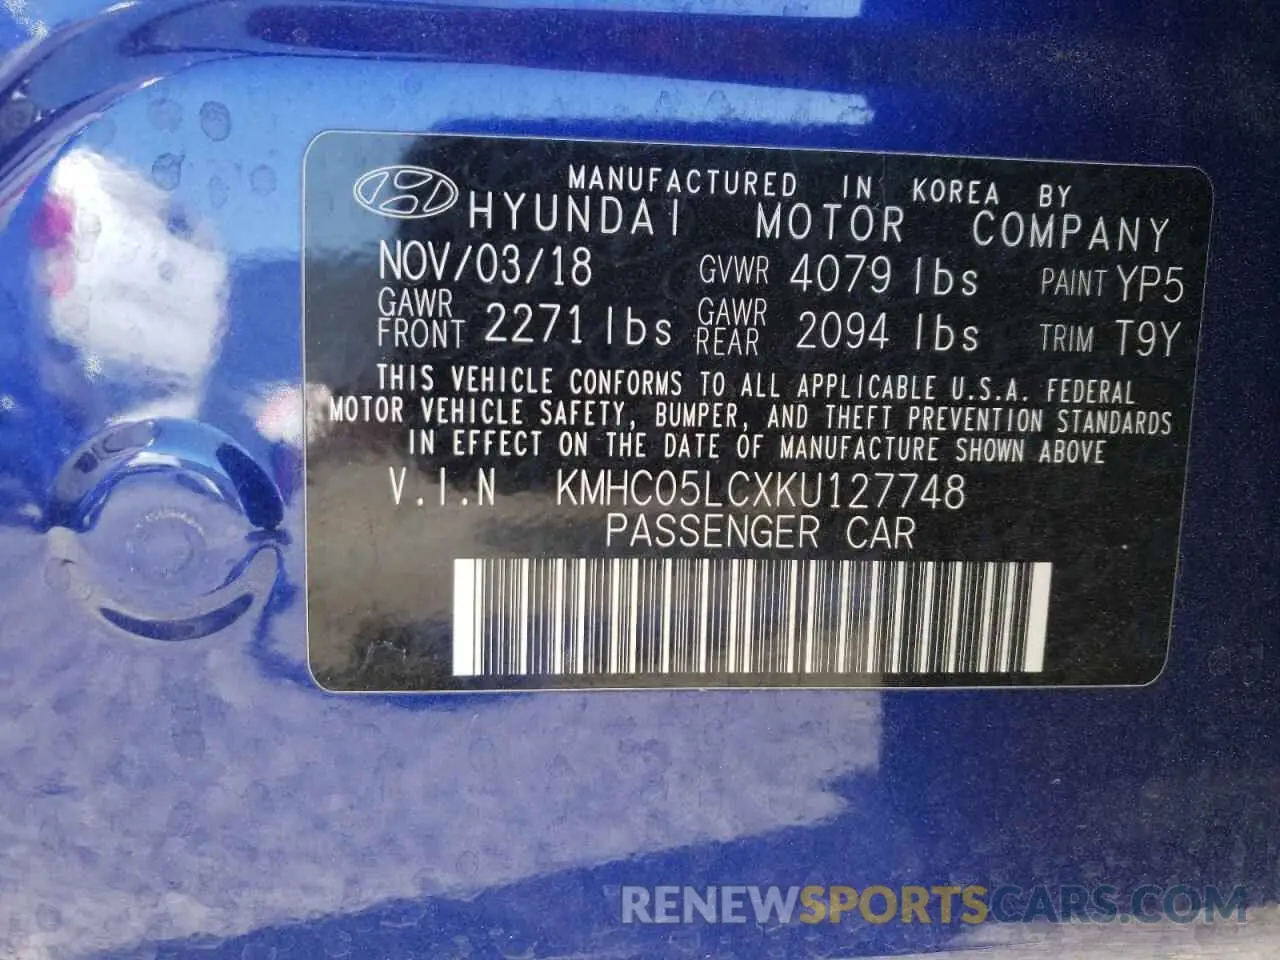 MANUFACTURED IN KOREA BY
HYUNDAI MOTOR COMPANY
NOV/03/18 GVWR 4079 lbs PAINT YP5
GAWR FRONT 2271 lbs GAWR REAR 2094 lbs TRIM T9Y
THIS VEHICLE CONFORMS TO ALL APPLICABLE U.S.A. FEDERAL
MOTOR VEHICLE SAFETY, BUMPER, AND THEFT PREVENTION STANDARDS
IN EFFECT ON THE DATE OF MANUFACTURE SHOWN ABOVE
V.I.N KMHC05LCXKU127748
PASSENGER CAR
RENEWSPORTSCARS.COM